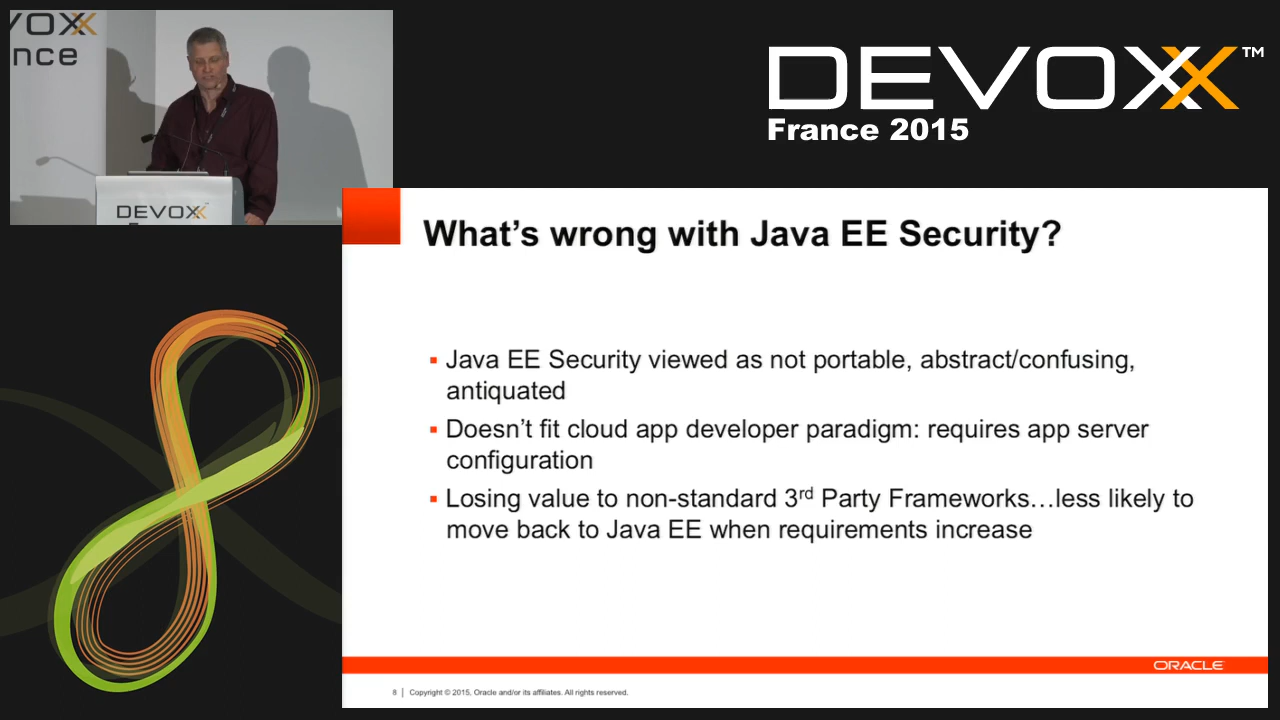 VOXX
nce
DEVOXX
DEVOXX™
France 2015
What’s wrong with Java EE Security?
▪ Java EE Security viewed as not portable, abstract/confusing,
antiquated
▪ Doesn’t fit cloud app developer paradigm: requires app server
configuration
▪ Losing value to non-standard 3rd Party Frameworks…less likely to
move back to Java EE when requirements increase
ORACLE
8 | Copyright © 2015, Oracle and/or its affiliates. All rights reserved.